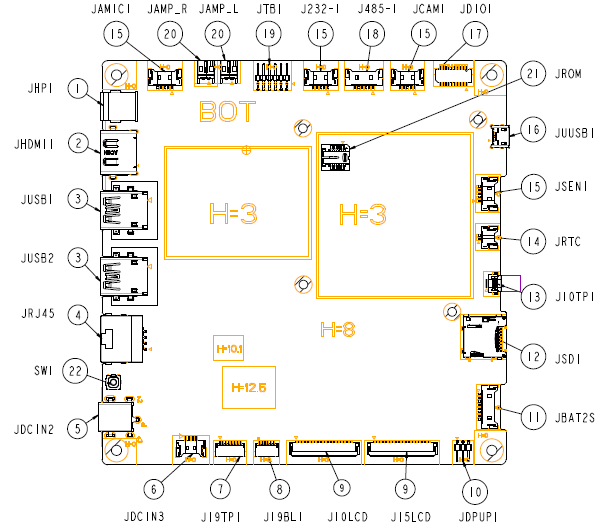 JAMIC1 JAMP_R JAMP_L JTB1 J232-1 J485-1 JCAM1 JDIO1
15 20 20 19 15 18 15 17
21 JROM
JHP1 1
BOT
JHDMI1 2
16 JUUSB1
15 JSEN1
JUSB1 3
H=3 H=3
14 JRTC
JUSB2 3
13 JIOTP1
JRJ45 4
H=8
12 JSD1
H=10.1
SW1 22
H=12.6
JDCIN2 5
11 JBAT2S
6 7 8 9 9 10
JDCIN3 J19TP1 J19BL1 J10LCD J15LCD JDPUP1